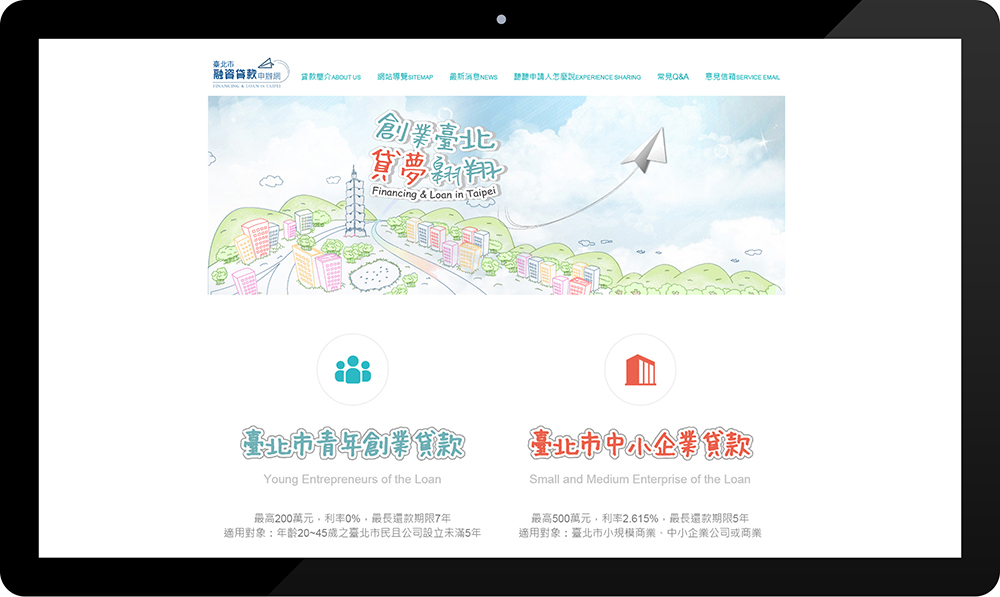 臺北市
融資貸款申辦網
FINANCING & LOAN in TAIPEI
貸款簡介ABOUT US 網站導覽SITEMAP 最新消息NEWS 聽聽申請人怎麼說EXPERIENCE SHARING 常見Q&A 意見信箱SERVICE EMAIL
創業臺北
貸夢翱翔
Financing & Loan in Taipei
臺北市青年創業貸款
Young Entrepreneurs of the Loan
最高200萬元，利率0%，最長還款期限7年
適用對象：年齡20~45歲之臺北市民且公司設立未滿5年
臺北市中小企業貸款
Small and Medium Enterprise of the Loan
最高500萬元，利率2.615%，最長還款期限5年
適用對象：臺北市小規模商業、中小企業公司或商業